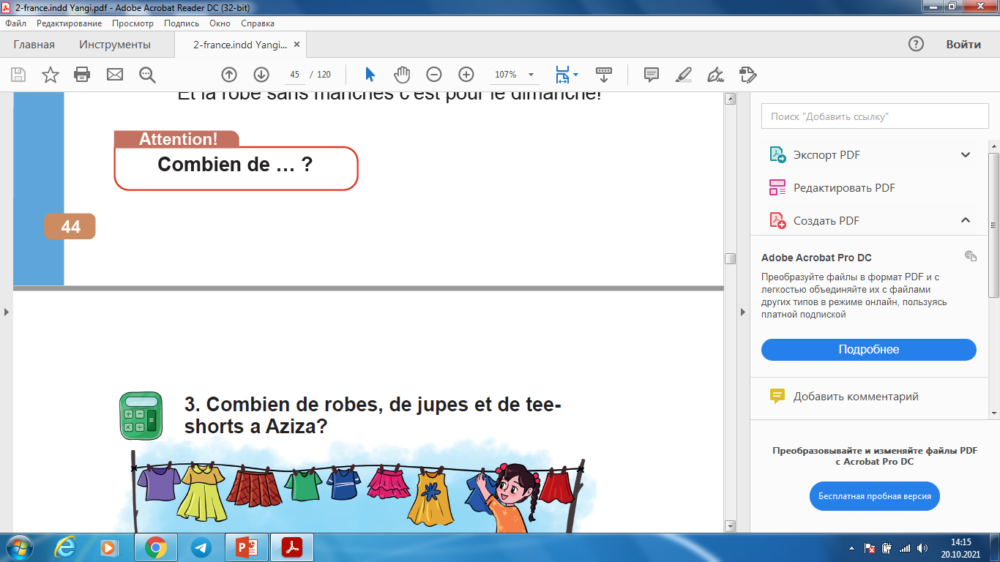 2-france.indd Yangi.pdf - Adobe Acrobat Reader DC (32-bit)
Файл Редактирование Просмотр Подпись Окно Справка
Главная Инструменты 2-france.indd Yangi... × Войти
45 / 120 107%
Et la robe sans manches c'est pour le dimanche!
Attention!
Combien de ... ?
44
3. Combien de robes, de jupes et de tee-
shorts a Aziza?
Поиск "Добавить ссылку"
Экспорт PDF
Редактировать PDF
Создать PDF
Adobe Acrobat Pro DC
Преобразуйте файлы в формат PDF и с
легкостью объединяйте их с файлами
других типов в режиме онлайн, пользуясь
платной подпиской
Подробнее
Добавить комментарий
Преобразовывайте и изменяйте файлы PDF
с Acrobat Pro DC
Бесплатная пробная версия
14:15
20.10.2021